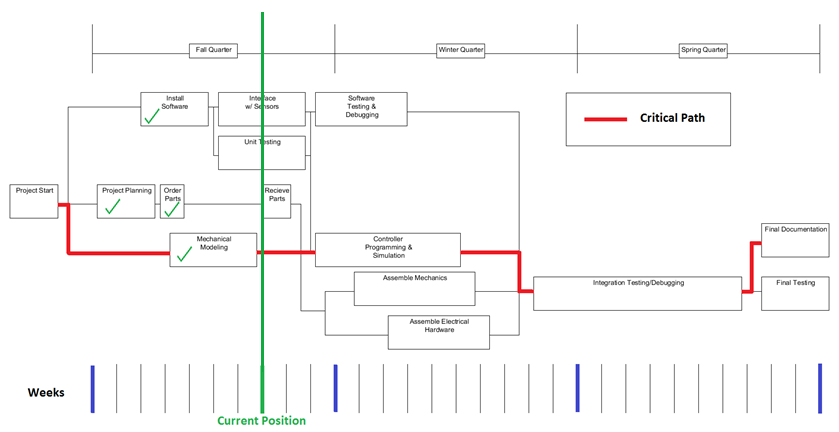 Fall Quarter
Winter Quarter
Spring Quarter
Install
Software
Interface
w/ Sensors
Software
Testing &
Debugging
Critical Path
Unit Testing
Project Start
Project Planning
Order
Parts
Recieve
Parts
Mechanical
Modeling
Controller
Programming &
Simulation
Final Documentation
Assemble Mechanics
Integration Testing/Debugging
Final Testing
Assemble Electrical
Hardware
Weeks
Current Position